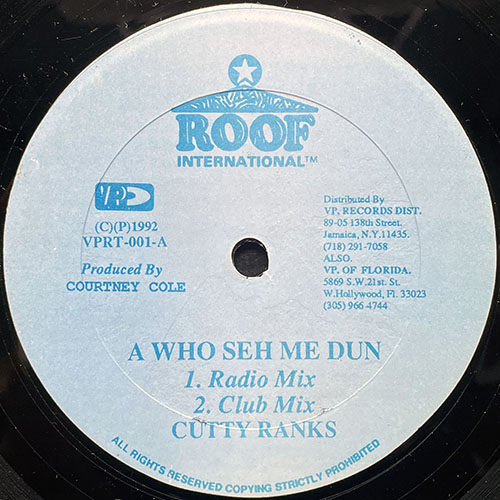 ROOF
INTERNATIONAL™
VPD
(C)(P)1992
VPRT-001-A
Produced By
COURTNEY COLE
Distributed By
VP. RECORDS DIST.
89-05 138th Street.
Jamaica, N.Y.11435.
(718) 291-7058
ALSO.
VP. OF FLORIDA.
5869 S.W.21st. St.
W.Hollywood, Fl. 33023
(305) 966-4744
A WHO SEH ME DUN
1. Radio Mix
2. Club Mix
CUTTY RANKS
ALL RIGHTS RESERVED COPYING STRICTLY PROHIBITED